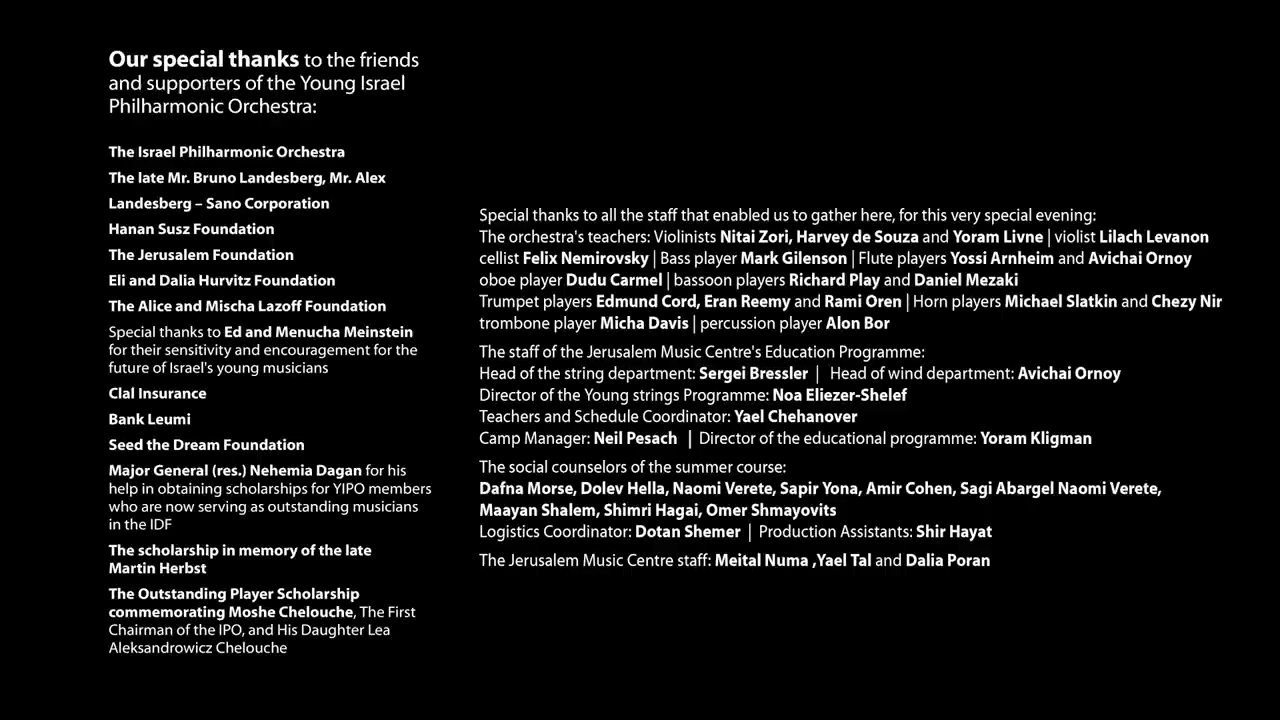 Our special thanks to the friends
and supporters of the Young Israel
Philharmonic Orchestra:
The Israel Philharmonic Orchestra
The late Mr. Bruno Landesberg, Mr. Alex
Landesberg – Sano Corporation
Hanan Susz Foundation
The Jerusalem Foundation
Eli and Dalia Hurvitz Foundation
The Alice and Mischa Lazoff Foundation
Special thanks to Ed and Menucha Meinstein
for their sensitivity and encouragement for the
future of Israel's young musicians
Clal Insurance
Bank Leumi
Seed the Dream Foundation
Major General (res.) Nehemia Dagan for his
help in obtaining scholarships for YIPO members
who are now serving as outstanding musicians
in the IDF
The scholarship in memory of the late
Martin Herbst
The Outstanding Player Scholarship
commemorating Moshe Chelouche, The First
Chairman of the IPO, and His Daughter Lea
Aleksandrowicz Chelouche
Special thanks to all the staff that enabled us to gather here, for this very special evening:
The orchestra's teachers: Violinists Nitai Zori, Harvey de Souza and Yoram Livne | violist Lilach Levanon
cellist Felix Nemirovsky | Bass player Mark Gilenson | Flute players Yossi Arnheim and Avichai Ornoy
oboe player Dudu Carmel | bassoon players Richard Play and Daniel Mezaki
Trumpet players Edmund Cord, Eran Reemy and Rami Oren | Horn players Michael Slatkin and Chezy Nir
trombone player Micha Davis | percussion player Alon Bor
The staff of the Jerusalem Music Centre's Education Programme:
Head of the string department: Sergei Bressler | Head of wind department: Avichai Ornoy
Director of the Young strings Programme: Noa Eliezer-Shelef
Teachers and Schedule Coordinator: Yael Chehanover
Camp Manager: Neil Pesach | Director of the educational programme: Yoram Kligman
The social counselors of the summer course:
Dafna Morse, Dolev Hella, Naomi Verete, Sapir Yona, Amir Cohen, Sagi Abargel Naomi Verete,
Maayan Shalem, Shimri Hagai, Omer Shmayovits
Logistics Coordinator: Dotan Shemer | Production Assistants: Shir Hayat
The Jerusalem Music Centre staff: Meital Numa ,Yael Tal and Dalia Poran